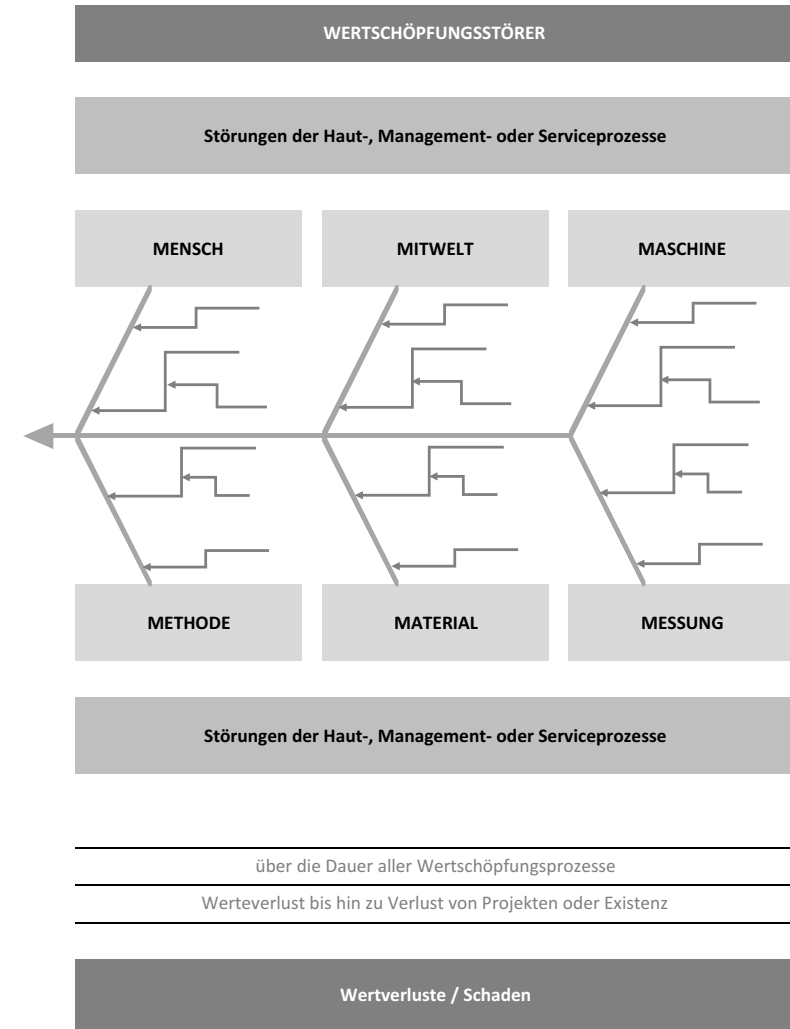 WERTSCHÖPFUNGSSTÖRER
Störungen der Haut-, Management- oder Serviceprozesse
MENSCH
MITWELT
MASCHINE
METHODE
MATERIAL
MESSUNG
Störungen der Haut-, Management- oder Serviceprozesse
über die Dauer aller Wertschöpfungsprozesse
Werteverlust bis hin zu Verlust von Projekten oder Existenz
Wertverluste / Schaden